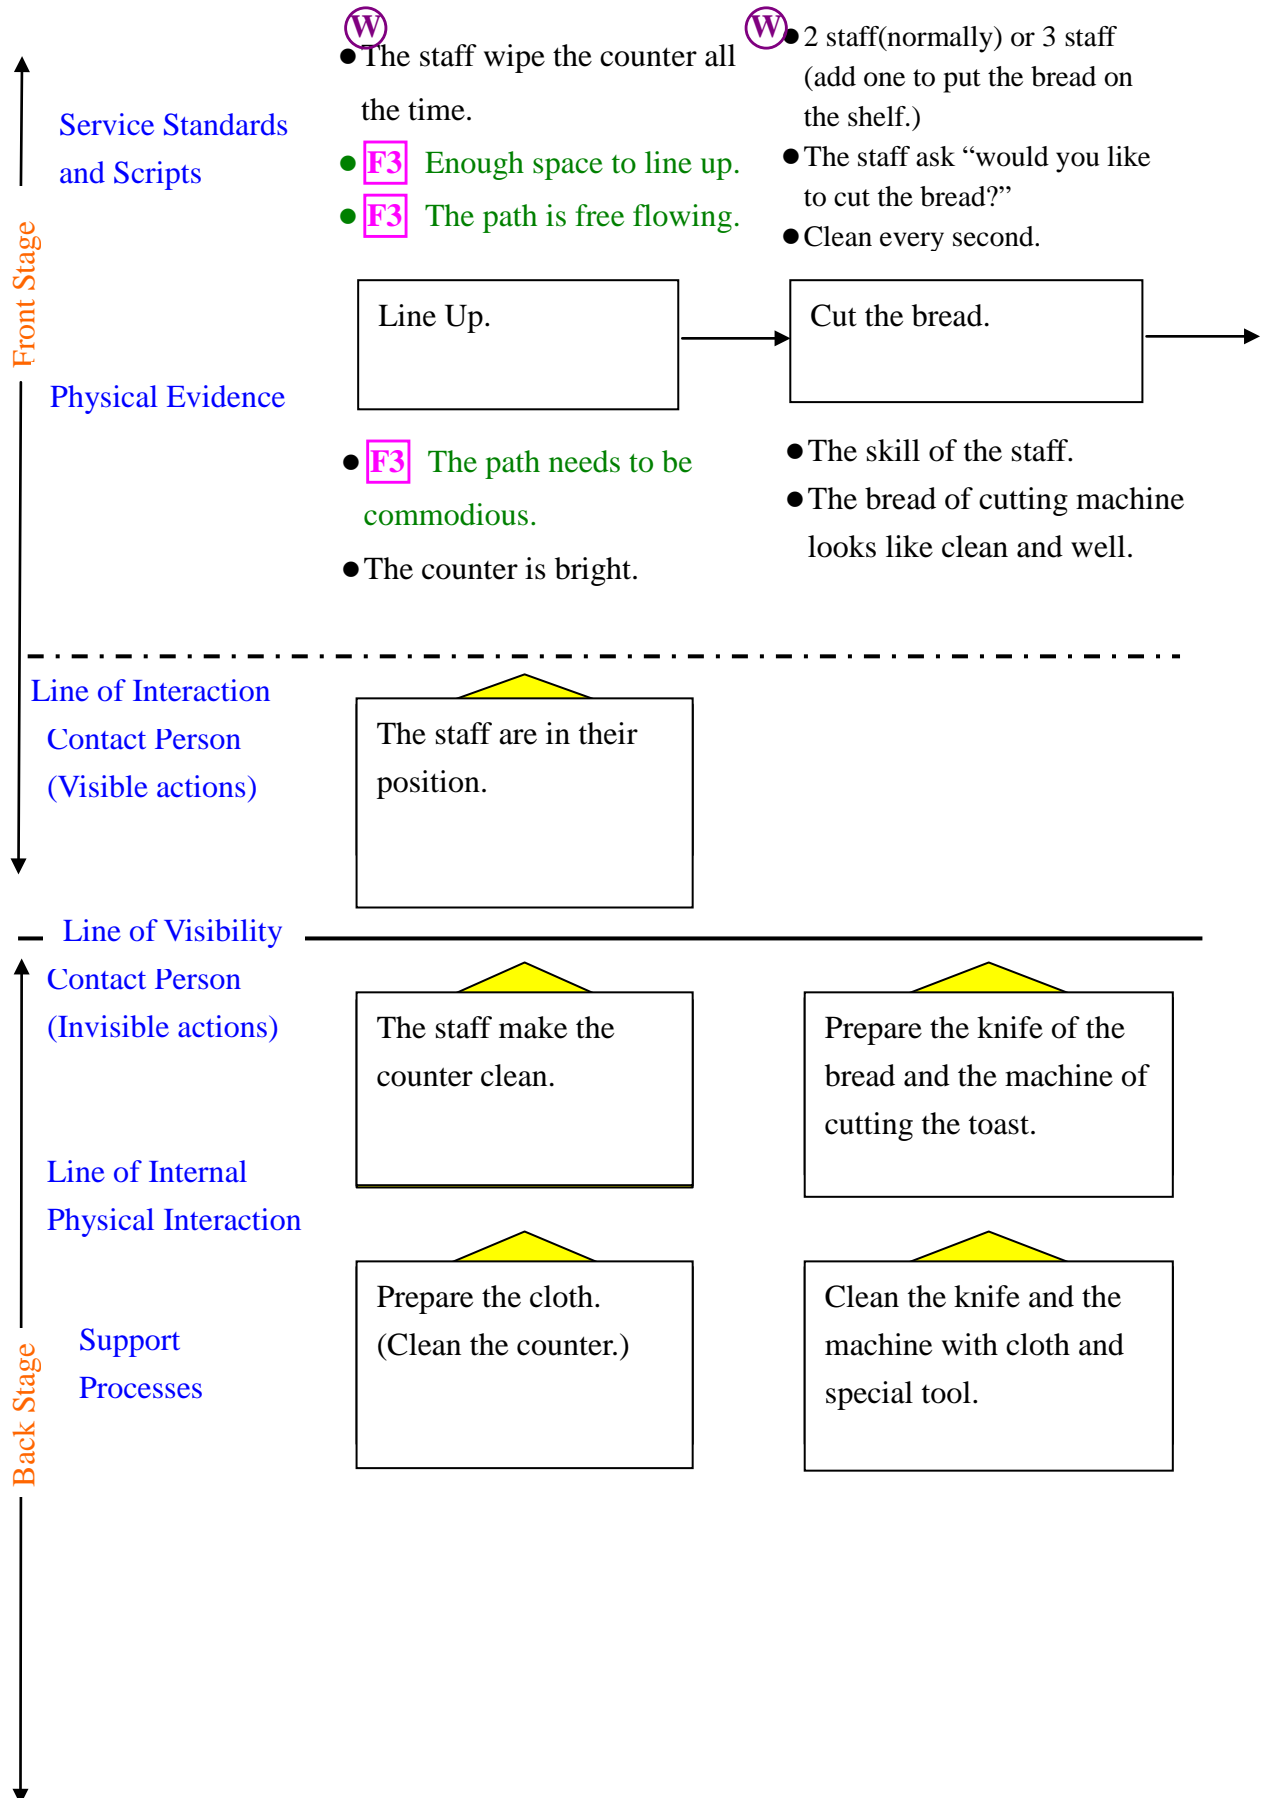 W
● The staff wipe the counter all
the time.
● F3 Enough space to line up.
● F3 The path is free flowing.
W
● 2 staff(normally) or 3 staff
(add one to put the bread on
the shelf.)
● The staff ask “would you like
to cut the bread?”
● Clean every second.
Service Standards
and Scripts
Front Stage
Line Up.
Cut the bread.
Physical Evidence
● F3 The path needs to be
commodious.
● The counter is bright.
● The skill of the staff.
● The bread of cutting machine
looks like clean and well.
Line of Interaction
Contact Person
(Visible actions)
The staff are in their
position.
Line of Visibility
Contact Person
(Invisible actions)
The staff make the
counter clean.
Prepare the knife of the
bread and the machine of
cutting the toast.
Line of Internal
Physical Interaction
Back Stage
Support
Processes
Prepare the cloth.
(Clean the counter.)
Clean the knife and the
machine with cloth and
special tool.